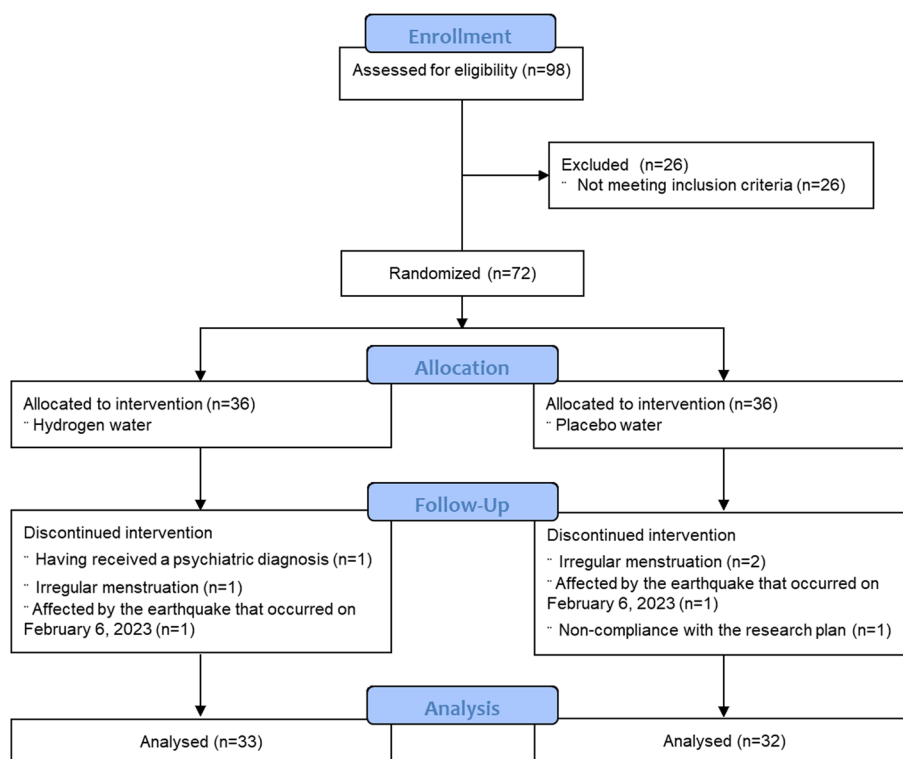 Enrollment
Assessed for eligibility (n=98)
Excluded (n=26)
¨ Not meeting inclusion criteria (n=26)
Randomized (n=72)
Allocation
Allocated to intervention (n=36)
¨ Hydrogen water
Allocated to intervention (n=36)
¨ Placebo water
Follow-Up
Discontinued intervention
¨ Having received a psychiatric diagnosis (n=1)
¨ Irregular menstruation (n=1)
¨ Affected by the earthquake that occurred on
February 6, 2023 (n=1)
Discontinued intervention
¨ Irregular menstruation (n=2)
¨ Affected by the earthquake that occurred on
February 6, 2023 (n=1)
¨ Non-compliance with the research plan (n=1)
Analysis
Analysed (n=33)
Analysed (n=32)